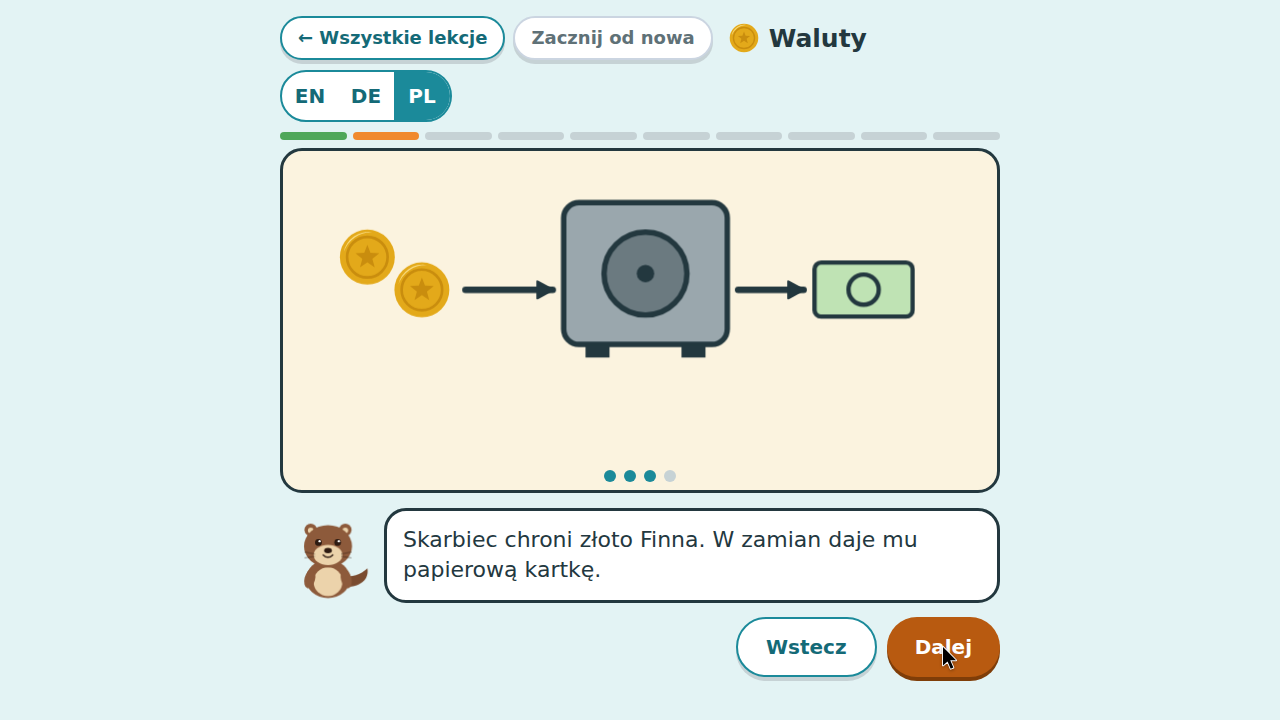 ← Wszystkie lekcje
Zacznij od nowa
Waluty
EN DE PL
Skarbiec chroni złoto Finna. W zamian daje mu
papierową kartkę.
Wstecz
Dalej